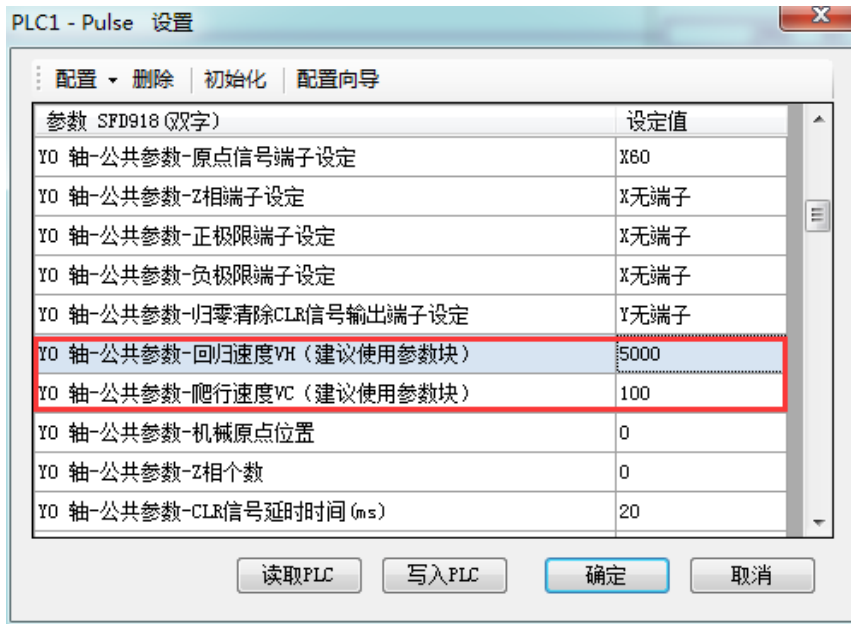 PLC1 - Pulse 设置
配置 删除 初始化 配置向导
参数 SFD918(双字) 设定值
Y0 轴-公共参数-原点信号端子设定 X60
Y0 轴-公共参数-Z相端子设定 X无端子
Y0 轴-公共参数-正极限端子设定 X无端子
Y0 轴-公共参数-负极限端子设定 X无端子
Y0 轴-公共参数-归零清除CLR信号输出端子设定 Y无端子
Y0 轴-公共参数-回归速度VH（建议使用参数块） 5000
Y0 轴-公共参数-爬行速度VC（建议使用参数块） 100
Y0 轴-公共参数-机械原点位置 0
Y0 轴-公共参数-Z相个数 0
Y0 轴-公共参数-CLR信号延时时间(ms) 20
读取PLC 写入PLC 确定 取消